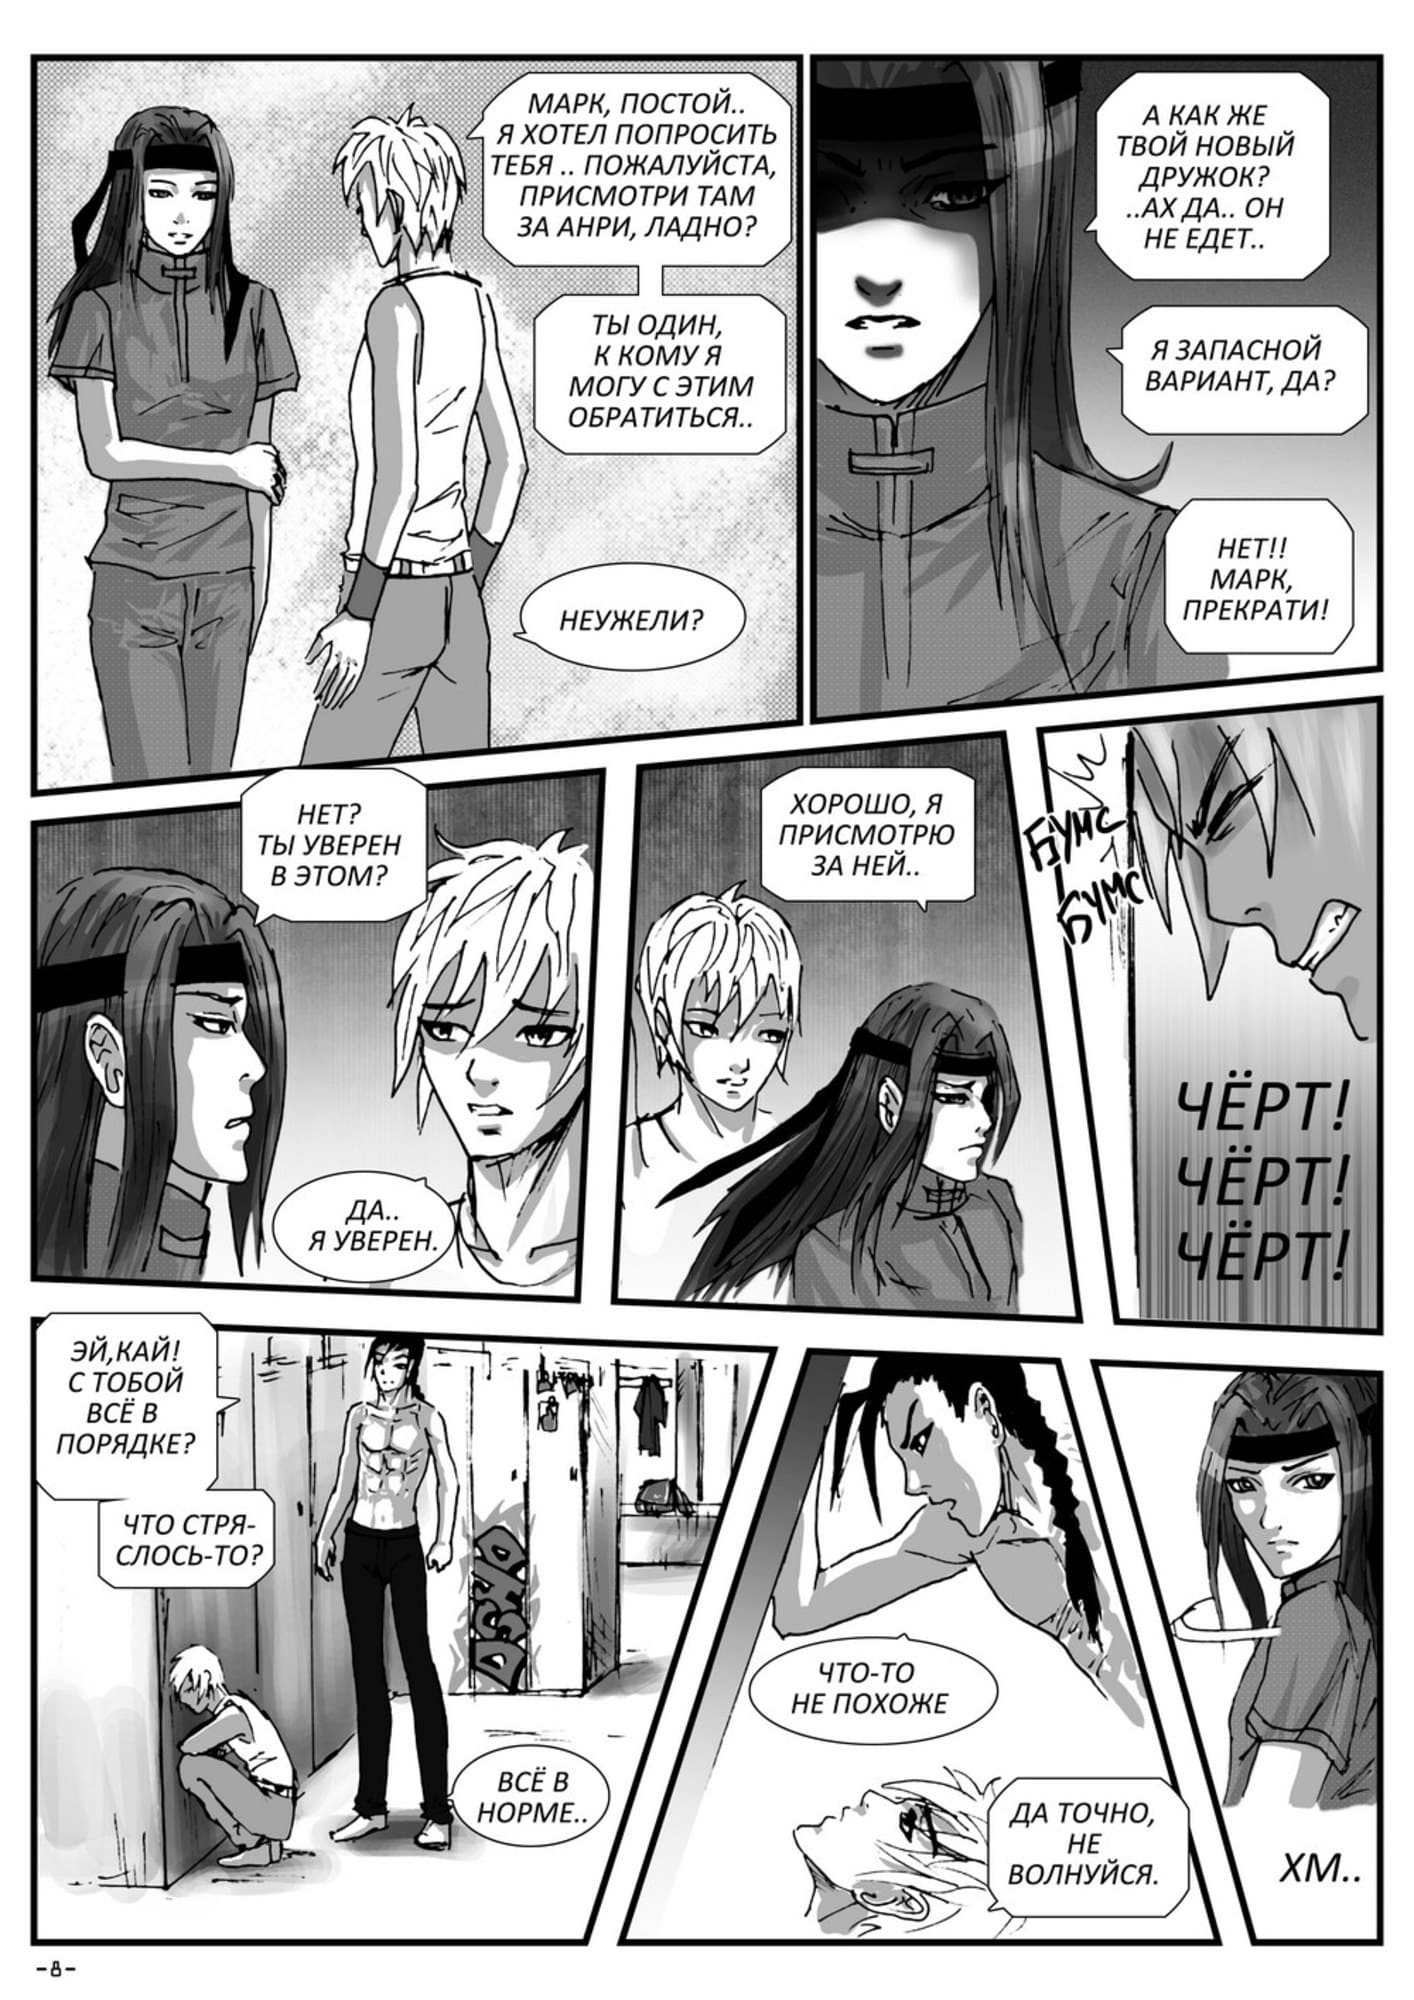 МАРК, ПОСТОЙ..
Я ХОТЕЛ ПОПРОСИТЬ
ТЕБЯ .. ПОЖАЛУЙСТА,
ПРИСМОТРИ ТАМ
ЗА АНРИ, ЛАДНО?
ТЫ ОДИН,
К КОМУ Я
МОГУ С ЭТИМ
ОБРАТИТЬСЯ..
НЕУЖЕЛИ?
А КАК ЖЕ
ТВОЙ НОВЫЙ
ДРУЖОК?
..АХ ДА.. ОН
НЕ ЕДЕТ..
Я ЗАПАСНОЙ
ВАРИАНТ, ДА?
НЕТ!!
МАРК,
ПРЕКРАТИ!
НЕТ?
ТЫ УВЕРЕН
В ЭТОМ?
ДА..
Я УВЕРЕН.
ХОРОШО, Я
ПРИСМОТРЮ
ЗА НЕЙ..
БУМС
БУМС
ЧЁРТ!
ЧЁРТ!
ЧЁРТ!
ЭЙ,КАЙ!
С ТОБОЙ
ВСЁ В
ПОРЯДКЕ?
ЧТО СТРЯ-
СЛОСЬ-ТО?
ВСЁ В
НОРМЕ..
ЧТО-ТО
НЕ ПОХОЖЕ
ДА ТОЧНО,
НЕ
ВОЛНУЙСЯ.
ХМ..
-8-